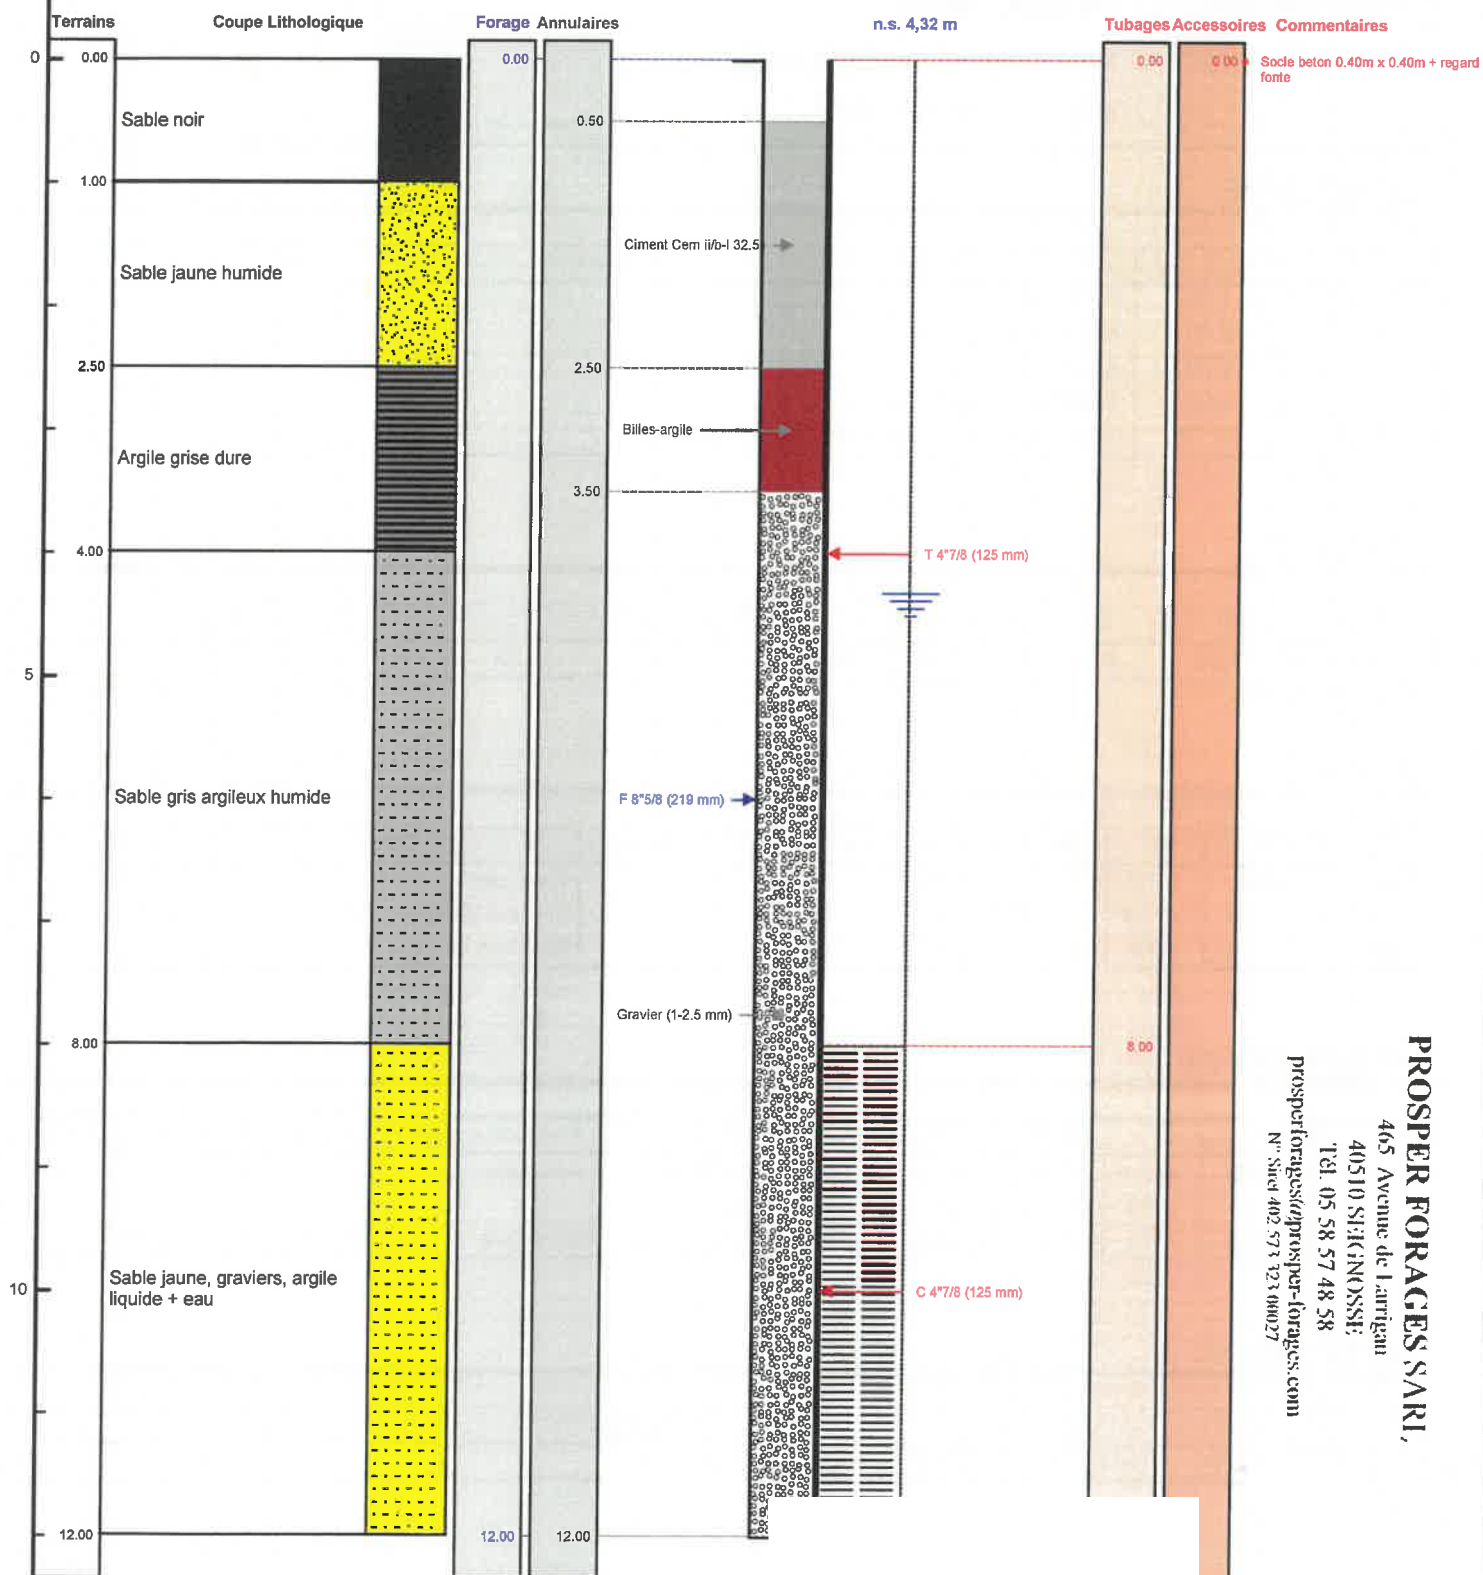 Terrains Coupe Lithologique Forage Annulaires n.s. 4,32 m Tubages Accessoires Commentaires
0 0.00 0.00 0.00 0.00 Socle beton 0.40m x 0.40m + regard
fonte
Sable noir
0.50
1.00
Ciment Cem ii/b-l 32.5
Sable jaune humide
2.50 2.50
Billes-argile
Argile grise dure
3.50
4.00 T 4"7/8 (125 mm)
5
Sable gris argileux humide F 8"5/8 (219 mm)
Gravier (1-2.5 mm)
8.00 8.00
Sable jaune, graviers, argile
liquide + eau
10 C 4"7/8 (125 mm)
12.00 12.00 12.00
PROSPER FORAGES SARL
465 Avenue de Larrigan
40510 SEIGNOSSE
Tél. 05 58 57 48 58
prosperforages@prosper-forages.com
N° Siret 402 573 323 00027